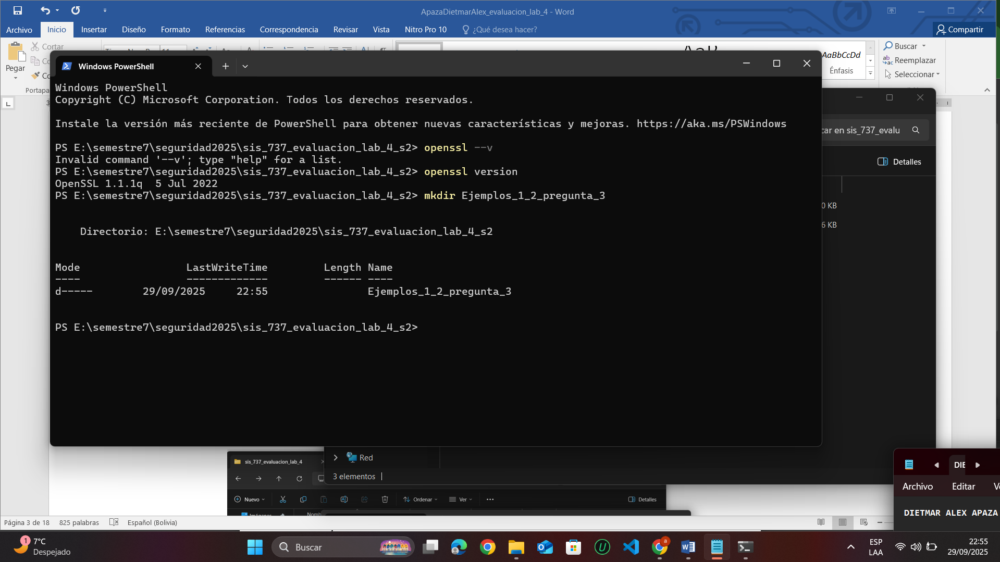 ApazaDietmarAlex_evaluacion_lab_4 - Word
Archivo Inicio Insertar Diseño Formato Referencias Correspondencia Revisar Vista Nitro Pro 10 ¿Qué desea hacer? Compartir
Cortar
Pegar
Portapa
AaBbCcDd
Énfasis
Buscar
Reemplazar
Seleccionar
Windows PowerShell
Windows PowerShell
Copyright (C) Microsoft Corporation. Todos los derechos reservados.
Instale la versión más reciente de PowerShell para obtener nuevas características y mejoras. https://aka.ms/PSWindows
PS E:\semestre7\seguridad2025\sis_737_evaluacion_lab_4_s2> openssl --v
Invalid command '--v'; type "help" for a list.
PS E:\semestre7\seguridad2025\sis_737_evaluacion_lab_4_s2> openssl version
OpenSSL 1.1.1q  5 Jul 2022
PS E:\semestre7\seguridad2025\sis_737_evaluacion_lab_4_s2> mkdir Ejemplos_1_2_pregunta_3
Directorio: E:\semestre7\seguridad2025\sis_737_evaluacion_lab_4_s2
Mode LastWriteTime Length Name
---- ------------- ------ ----
d----- 29/09/2025 22:55 Ejemplos_1_2_pregunta_3
PS E:\semestre7\seguridad2025\sis_737_evaluacion_lab_4_s2>
car en sis_737_evalu
Detalles
0 KB
6 KB
Red
3 elementos
sis_737_evaluacion_lab_4
Nuevo Ordenar Ver Detalles
Imágenes Nomb
DIE
Archivo Editar Ve
DIETMAR ALEX APAZA
Página 3 de 18 825 palabras Español (Bolivia)
7°C
Despejado
Buscar
ESP
LAA
22:55
29/09/2025